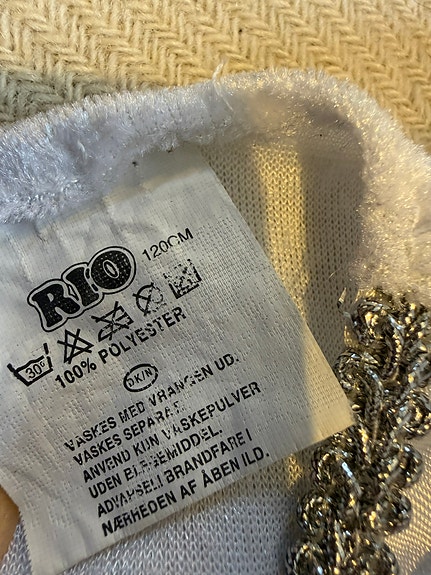 RIO 120CM
30°
100% POLYESTER
DK/N
VASKES MED VRANGEN UD.
VASKES SEPARAT.
ANVEND KUN VASKEPULVER
UDEN BLEGEMIDDEL.
ADVARSEL! BRANDFARE I
NÆRHEDEN AF ÅBEN ILD.